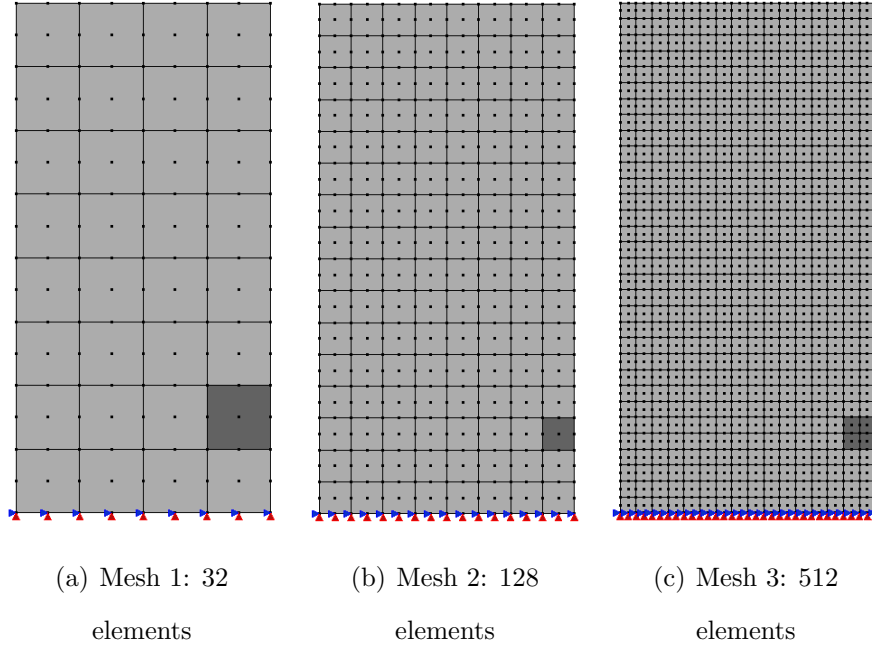 (a) Mesh 1: 32
elements
(b) Mesh 2: 128
elements
(c) Mesh 3: 512
elements